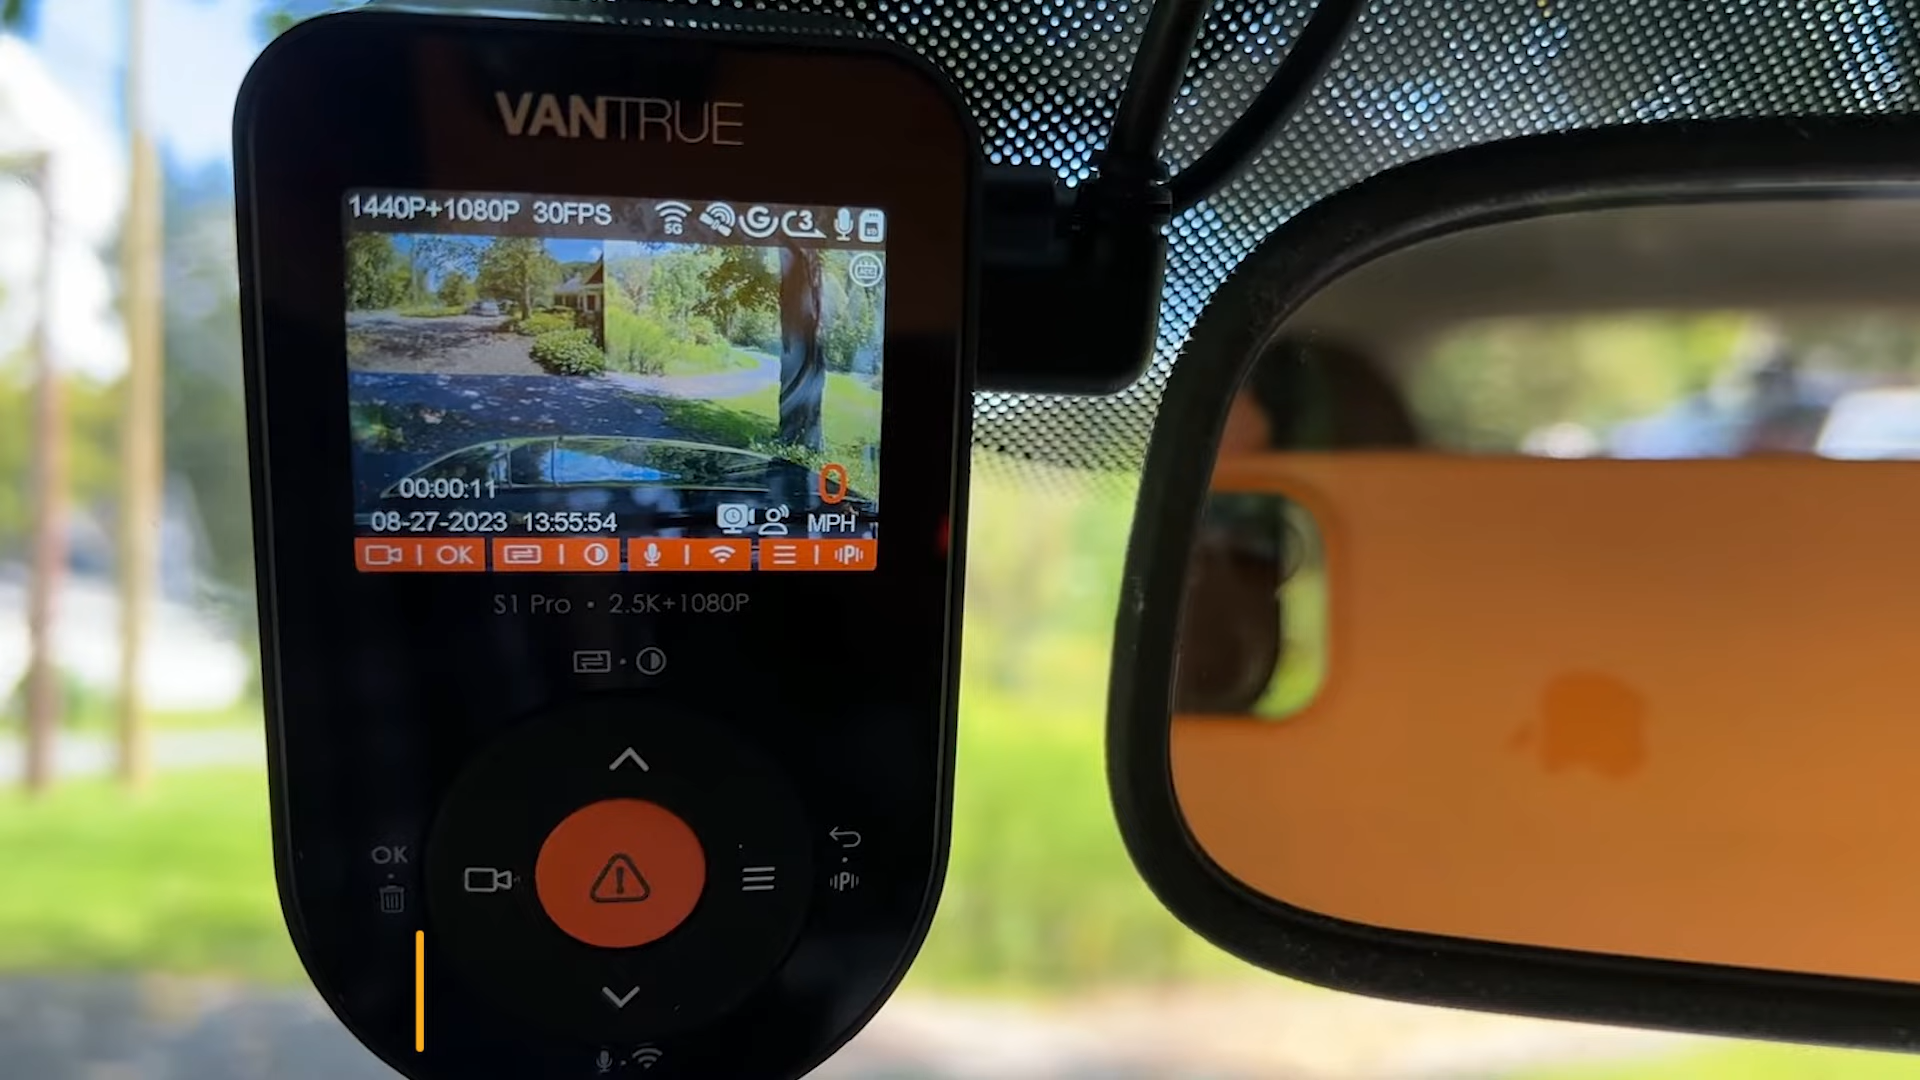 VANTRUE
1440P+1080P 30FPS
5G
G
3
00:00:11
0
08-27-2023 13:55:54
MPH
OK
P
S1 Pro • 2.5K+1080P
OK
P